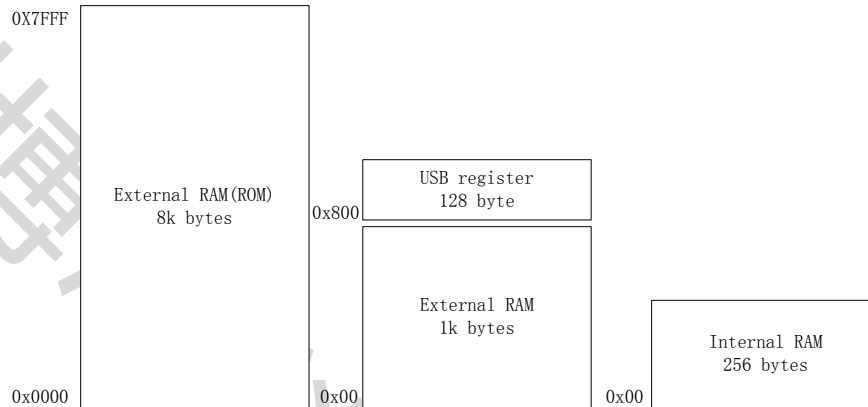 0X7FFF
External RAM(ROM)
8k bytes
0x0000
USB register
128 byte
0x800
External RAM
1k bytes
0x00
Internal RAM
256 bytes
0x00
博